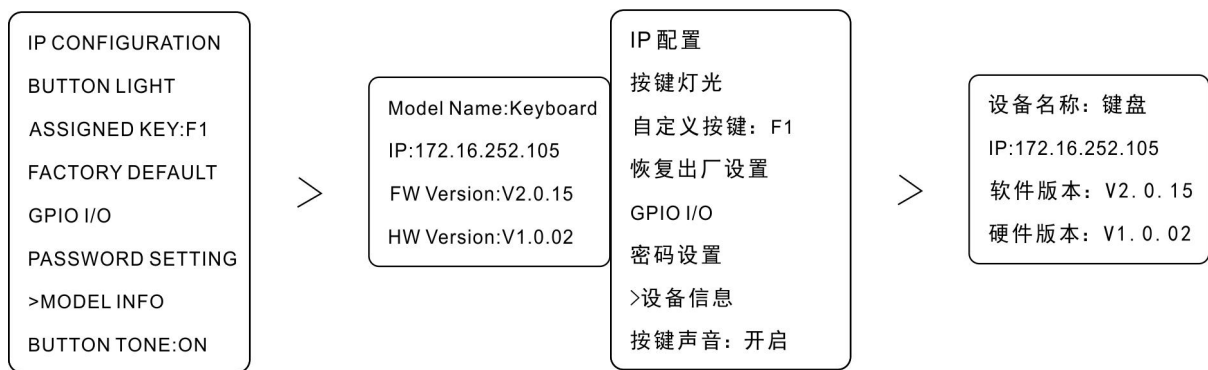 IP CONFIGURATION
BUTTON LIGHT
ASSIGNED KEY:F1
FACTORY DEFAULT
GPIO I/O
PASSWORD SETTING
>MODEL INFO
BUTTON TONE:ON
>
Model Name:Keyboard
IP:172.16.252.105
FW Version:V2.0.15
HW Version:V1.0.02
IP配置
按键灯光
自定义按键：F1
恢复出厂设置
GPIO I/O
密码设置
>设备信息
按键声音：开启
>
设备名称：键盘
IP:172.16.252.105
软件版本：V2.0.15
硬件版本：V1.0.02